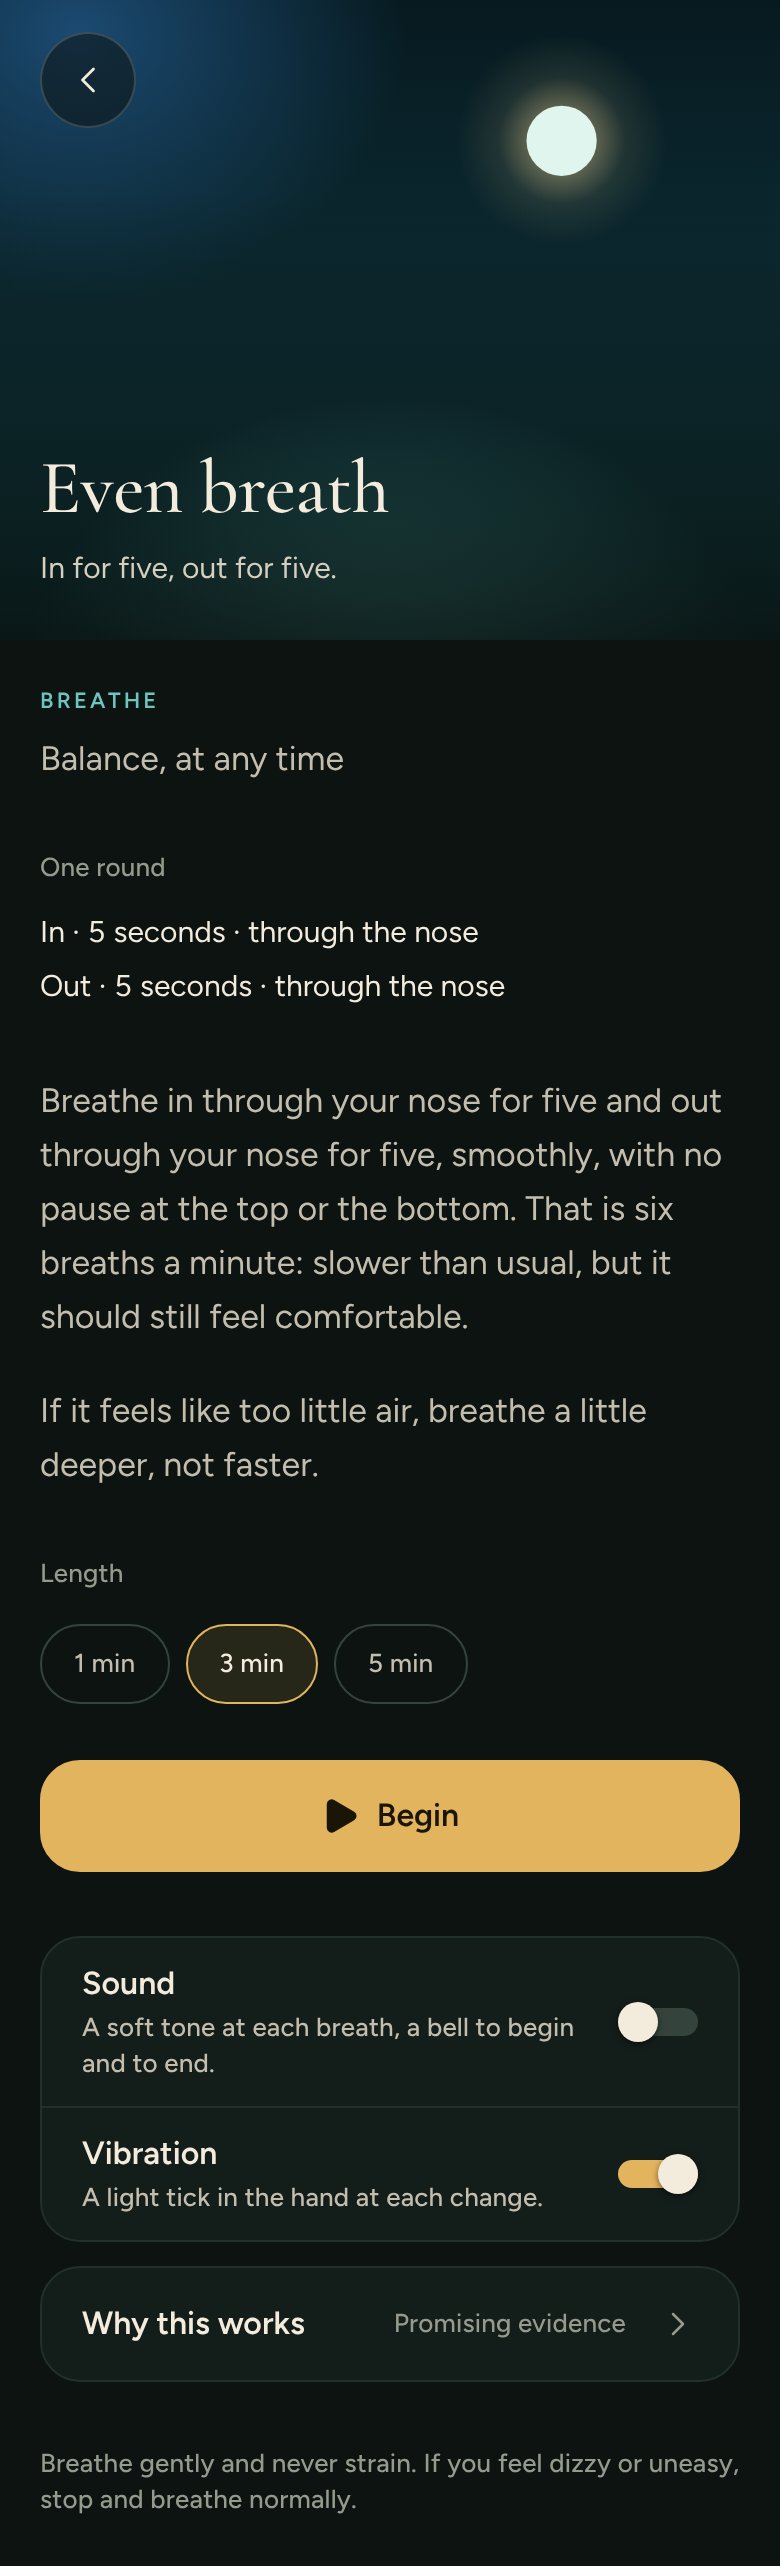 Even breath
In for five, out for five.
BREATHE
Balance, at any time
One round
In · 5 seconds · through the nose
Out · 5 seconds · through the nose
Breathe in through your nose for five and out
through your nose for five, smoothly, with no
pause at the top or the bottom. That is six
breaths a minute: slower than usual, but it
should still feel comfortable.
If it feels like too little air, breathe a little
deeper, not faster.
Length
1 min
3 min
5 min
Begin
Sound
A soft tone at each breath, a bell to begin
and to end.
Vibration
A light tick in the hand at each change.
Why this works
Promising evidence
Breathe gently and never strain. If you feel dizzy or uneasy,
stop and breathe normally.